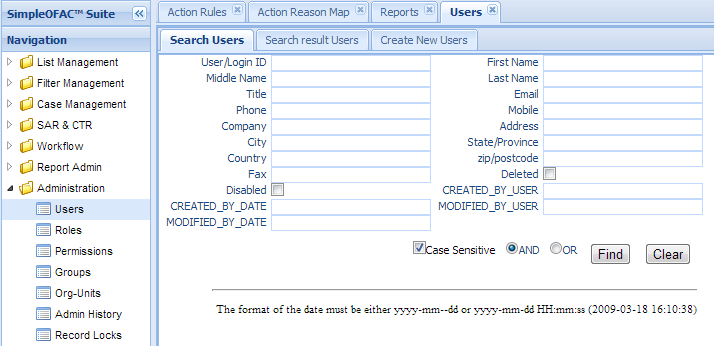 SimpleOFAC™ Suite
Navigation
List Management
Filter Management
Case Management
SAR & CTR
Workflow
Report Admin
Administration
Users
Roles
Permissions
Groups
Org-Units
Admin History
Record Locks
Action Rules Action Reason Map Reports Users
Search Users Search result Users Create New Users
User/Login ID First Name
Middle Name Last Name
Title Email
Phone Mobile
Company Address
City State/Province
Country zip/postcode
Fax Deleted
Disabled CREATED_BY_USER
CREATED_BY_DATE MODIFIED_BY_USER
MODIFIED_BY_DATE
Case Sensitive AND OR Find Clear
The format of the date must be either yyyy-mm--dd or yyyy-mm-dd HH:mm:ss (2009-03-18 16:10:38)